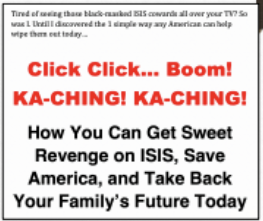 Tired of seeing those black-masked ISIS cowards all over your TV? So
was I. Until I discovered the 1 simple way any American can help
wipe them out today...
Click Click... Boom!
KA-CHING! KA-CHING!
How You Can Get Sweet
Revenge on ISIS, Save
America, and Take Back
Your Family's Future Today